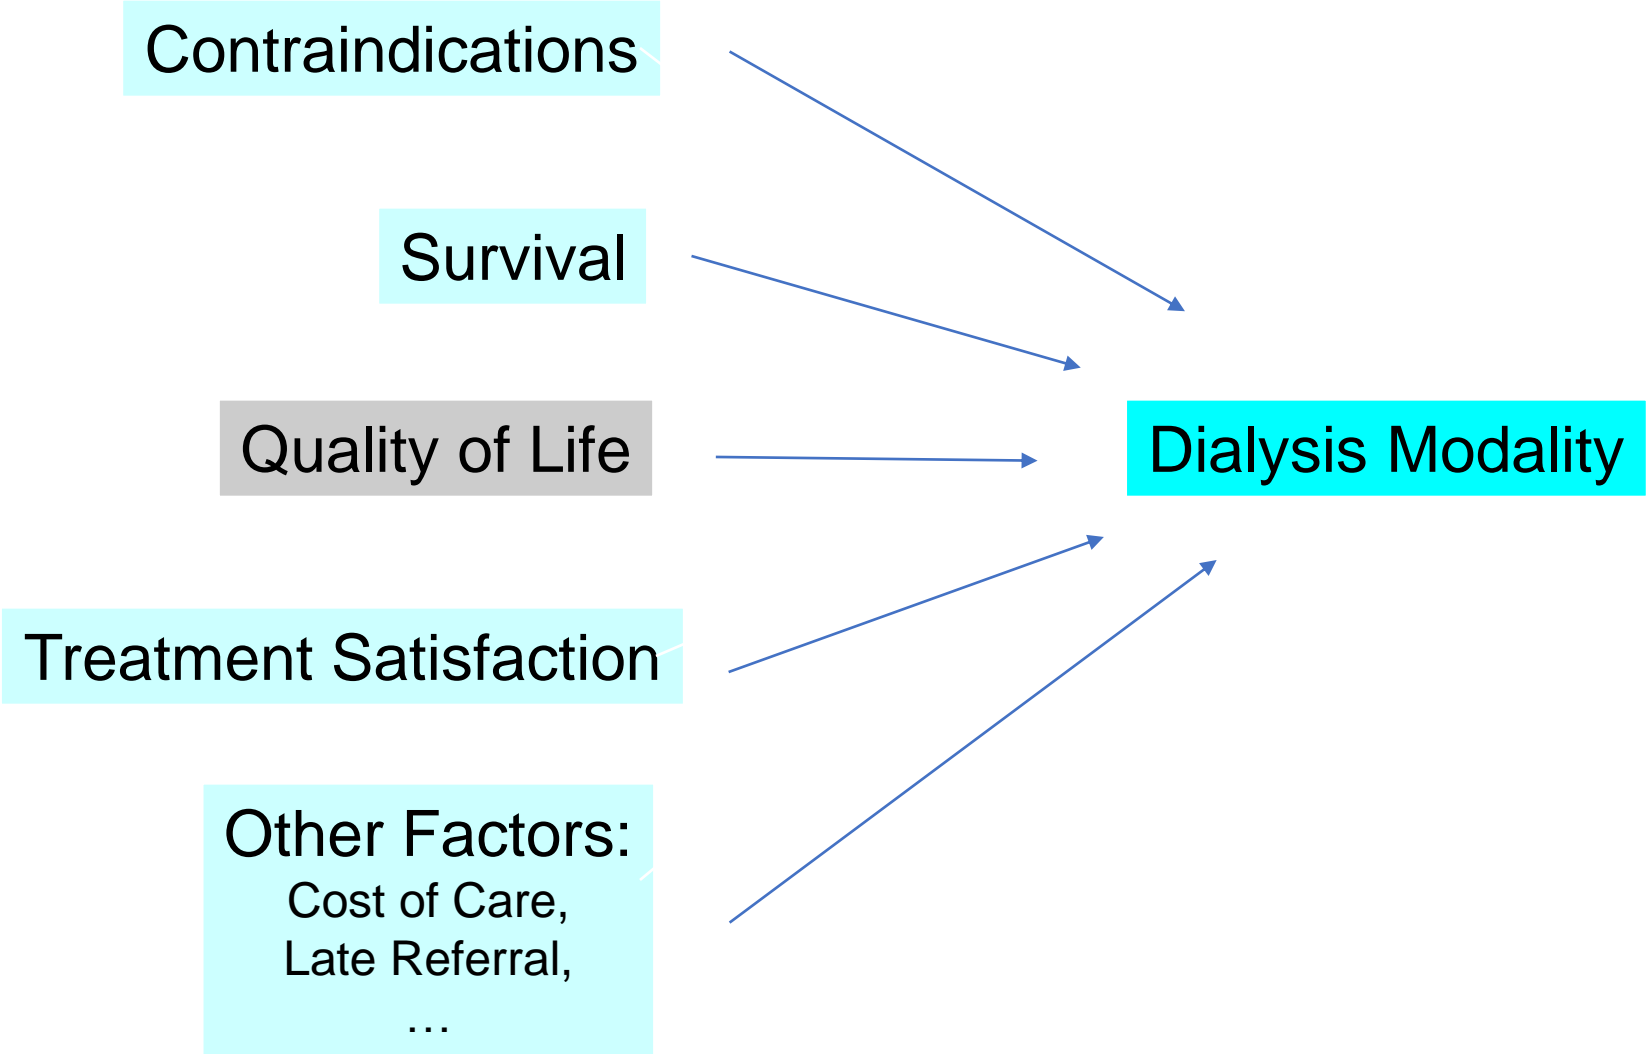 Contraindications
Survival
Quality of Life
Dialysis Modality
Treatment Satisfaction
Other Factors:
Cost of Care,
Late Referral,
…